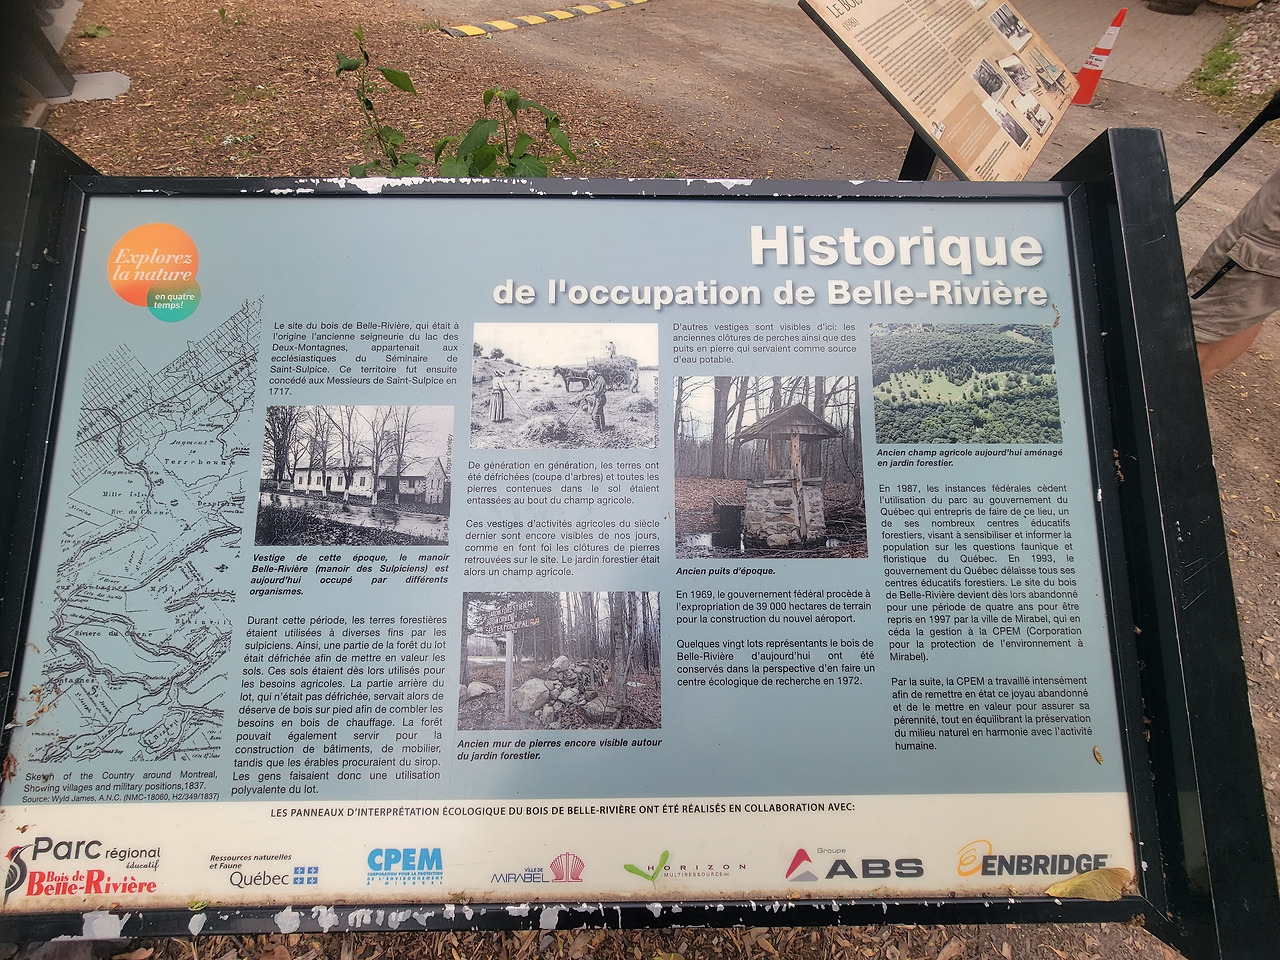 LE BOIS
(1981)
Explorez
la nature
en quatre
temps!
Historique
de l'occupation de Belle-Rivière
Le site du bois de Belle-Rivière, qui était à
l'origine l'ancienne seigneurie du lac des
Deux-Montagnes, appartenait aux
ecclésiastiques du Séminaire de
Saint-Sulpice. Ce territoire fut ensuite
concédé aux Messieurs de Saint-Sulpice en
1717.
Vestige de cette époque, le manoir
Belle-Rivière (manoir des Sulpiciens) est
aujourd'hui occupé par différents
organismes.
Durant cette période, les terres forestières
étaient utilisées à diverses fins par les
sulpiciens. Ainsi, une partie de la forêt du lot
était défrichée afin de mettre en valeur les
sols. Ces sols étaient dès lors utilisés pour
les besoins agricoles. La partie arrière du
lot, qui n'était pas défrichée, servait alors de
déserve de bois sur pied afin de combler les
besoins en bois de chauffage. La forêt
pouvait également servir pour la
construction de bâtiments, de mobilier,
tandis que les érables procuraient du sirop.
Les gens faisaient donc une utilisation
polyvalente du lot.
Terrebonne
Mille Isles
Riv. du Chêne
Rivière du Chêne
Sketch of the Country around Montreal,
Showing villages and military positions,1837.
Source: Wyld James, A.N.C. (NMC-18060, H2/349/1837)
De génération en génération, les terres ont
été défrichées (coupe d'arbres) et toutes les
pierres contenues dans le sol étaient
entassées au bout du champ agricole.
Ces vestiges d'activités agricoles du siècle
dernier sont encore visibles de nos jours,
comme en font foi les clôtures de pierres
retrouvées sur le site. Le jardin forestier était
alors un champ agricole.
Ancien mur de pierres encore visible autour
du jardin forestier.
D'autres vestiges sont visibles d'ici: les
anciennes clôtures de perches ainsi que des
puits en pierre qui servaient comme source
d'eau potable.
Ancien puits d'époque.
En 1969, le gouvernement fédéral procède à
l'expropriation de 39 000 hectares de terrain
pour la construction du nouvel aéroport.
Quelques vingt lots représentants le bois de
Belle-Rivière d'aujourd'hui ont été
conservés dans la perspective d'en faire un
centre écologique de recherche en 1972.
Ancien champ agricole aujourd'hui aménagé
en jardin forestier.
En 1987, les instances fédérales cèdent
l'utilisation du parc au gouvernement du
Québec qui entrepris de faire de ce lieu, un
de ses nombreux centres éducatifs
forestiers, visant à sensibiliser et informer la
population sur les questions faunique et
floristique du Québec. En 1993, le
gouvernement du Québec délaisse tous ses
centres éducatifs forestiers. Le site du bois
de Belle-Rivière devient dès lors abandonné
pour une période de quatre ans pour être
repris en 1997 par la ville de Mirabel, qui en
céda la gestion à la CPEM (Corporation
pour la protection de l'environnement à
Mirabel).
Par la suite, la CPEM a travaillé intensément
afin de remettre en état ce joyau abandonné
et de le mettre en valeur pour assurer sa
pérennité, tout en équilibrant la préservation
du milieu naturel en harmonie avec l'activité
humaine.
LES PANNEAUX D'INTERPRÉTATION ÉCOLOGIQUE DU BOIS DE BELLE-RIVIÈRE ONT ÉTÉ RÉALISÉS EN COLLABORATION AVEC:
Parc régional
éducatif
Bois de
Belle-Rivière
Ressources naturelles
et Faune
Québec
CPEM
CORPORATION POUR LA PROTECTION
DE L'ENVIRONNEMENT
À MIRABEL
VILLE DE
MIRABEL
HORIZON
MULTIRESSOURCE INC.
Groupe
ABS
ENBRIDGE